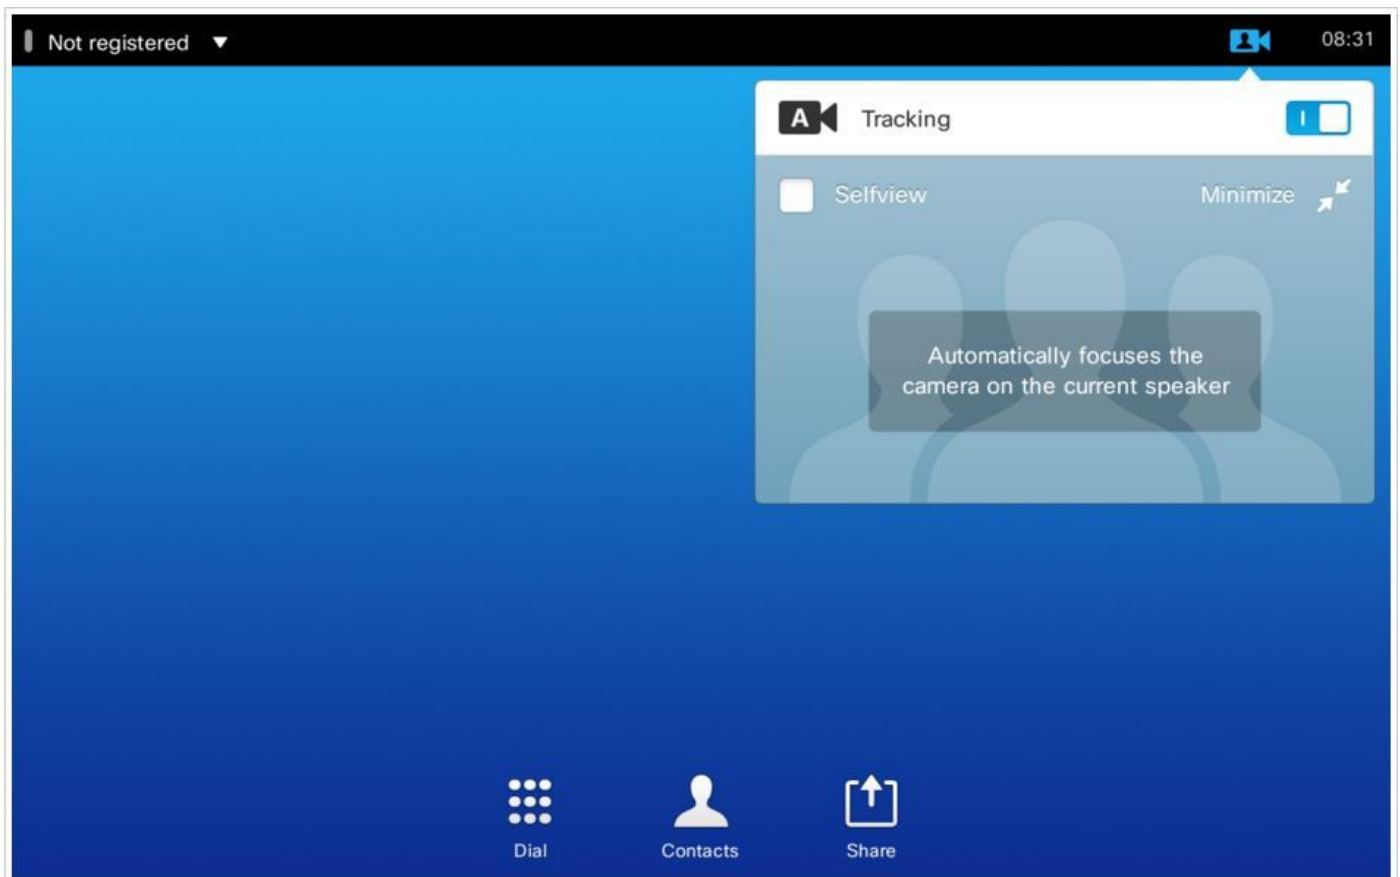 Not registered
08:31
A
Tracking
Selfview
Minimize
Automatically focuses the
camera on the current speaker
Dial
Contacts
Share